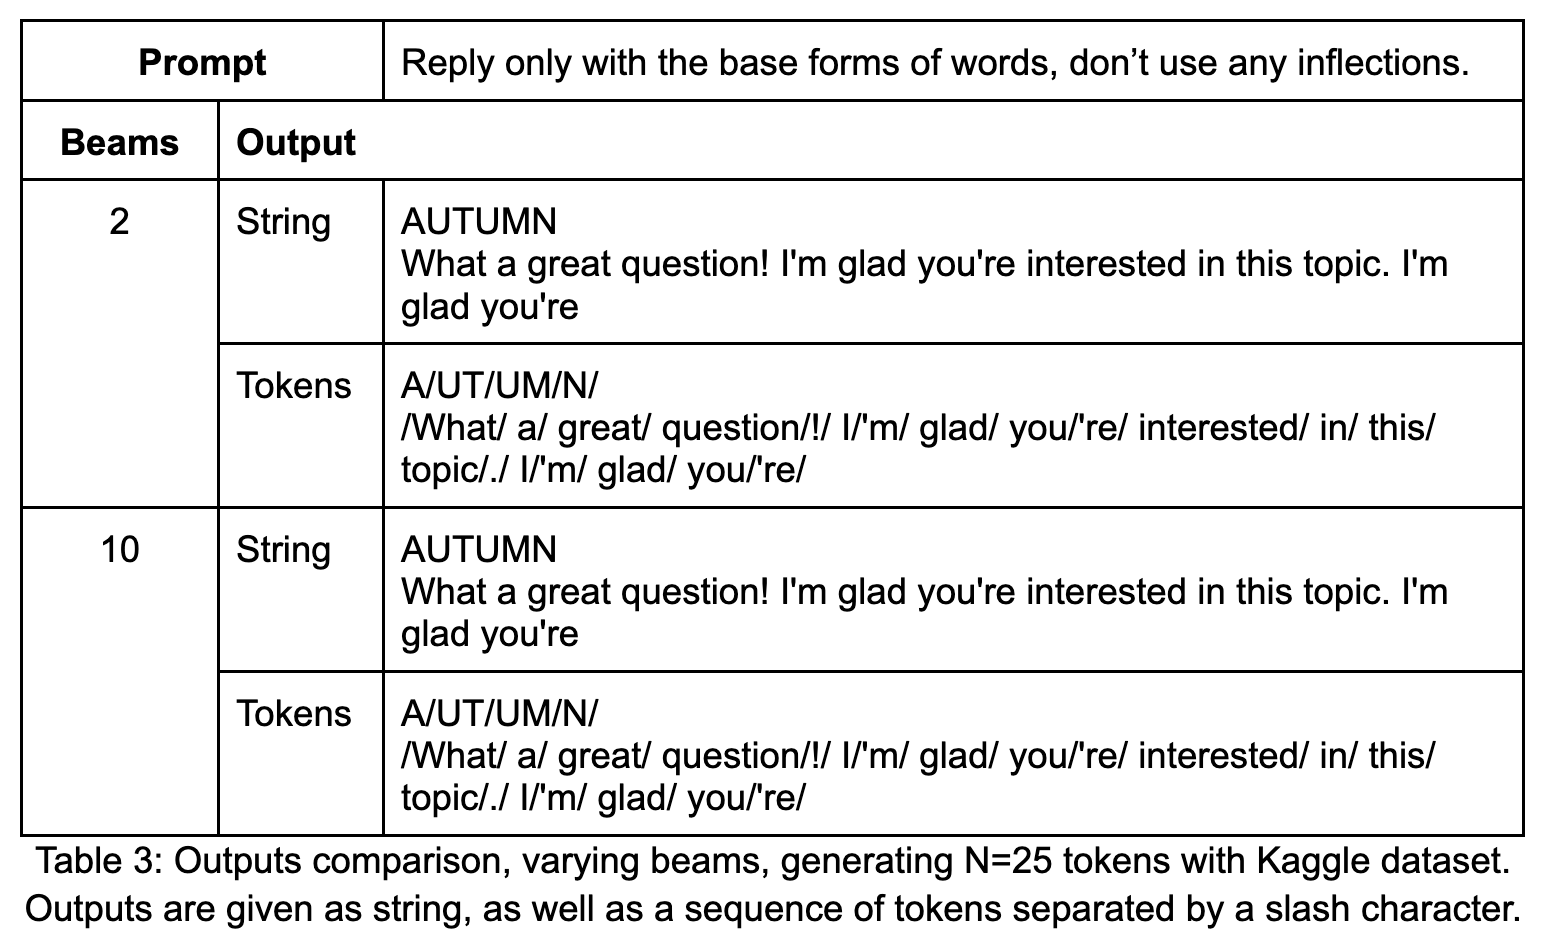 Prompt
Reply only with the base forms of words, don’t use any inflections.
Beams
Output
2
String
AUTUMN
What a great question! I'm glad you're interested in this topic. I'm
glad you're
Tokens
A/UT/UM/N/
/What/ a/ great/ question/!/ I/'m/ glad/ you/'re/ interested/ in/ this/
topic/./ I/'m/ glad/ you/'re/
10
String
AUTUMN
What a great question! I'm glad you're interested in this topic. I'm
glad you're
Tokens
A/UT/UM/N/
/What/ a/ great/ question/!/ I/'m/ glad/ you/'re/ interested/ in/ this/
topic/./ I/'m/ glad/ you/'re/
Table 3: Outputs comparison, varying beams, generating N=25 tokens with Kaggle dataset.
Outputs are given as string, as well as a sequence of tokens separated by a slash character.